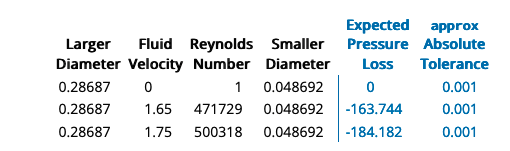 Expected approx
Larger Fluid Reynolds Smaller Pressure Absolute
Diameter Velocity Number Diameter Loss Tolerance
0.28687 0 1 0.048692 0 0.001
0.28687 1.65 471729 0.048692 -163.744 0.001
0.28687 1.75 500318 0.048692 -184.182 0.001